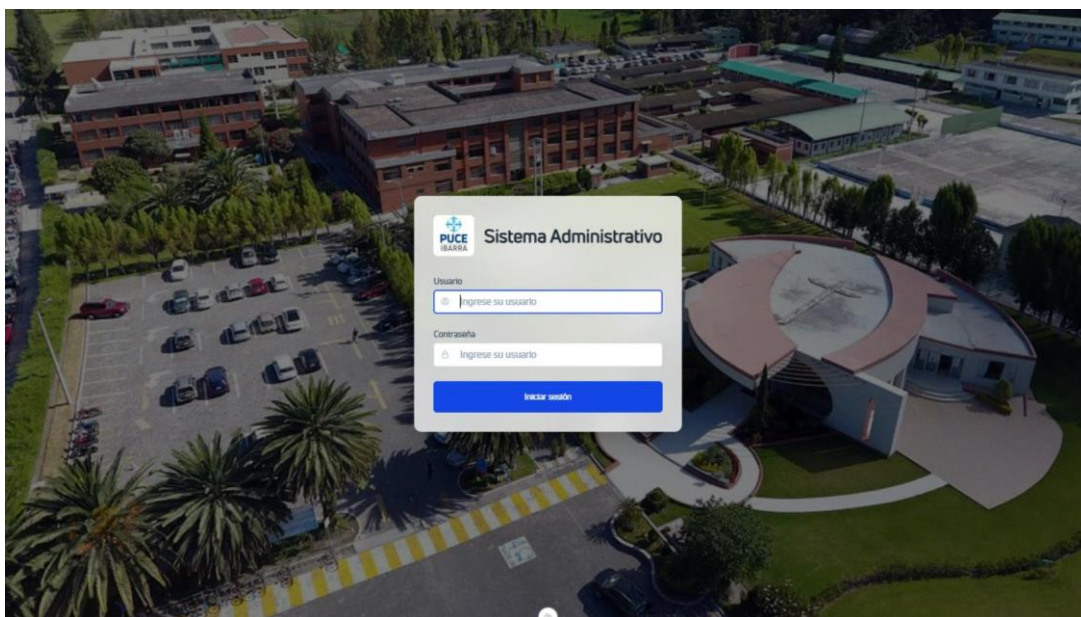 PUCE
IBARRA
Sistema Administrativo
Usuario
Ingrese su usuario
Contraseña
Ingrese su usuario
Iniciar sesión